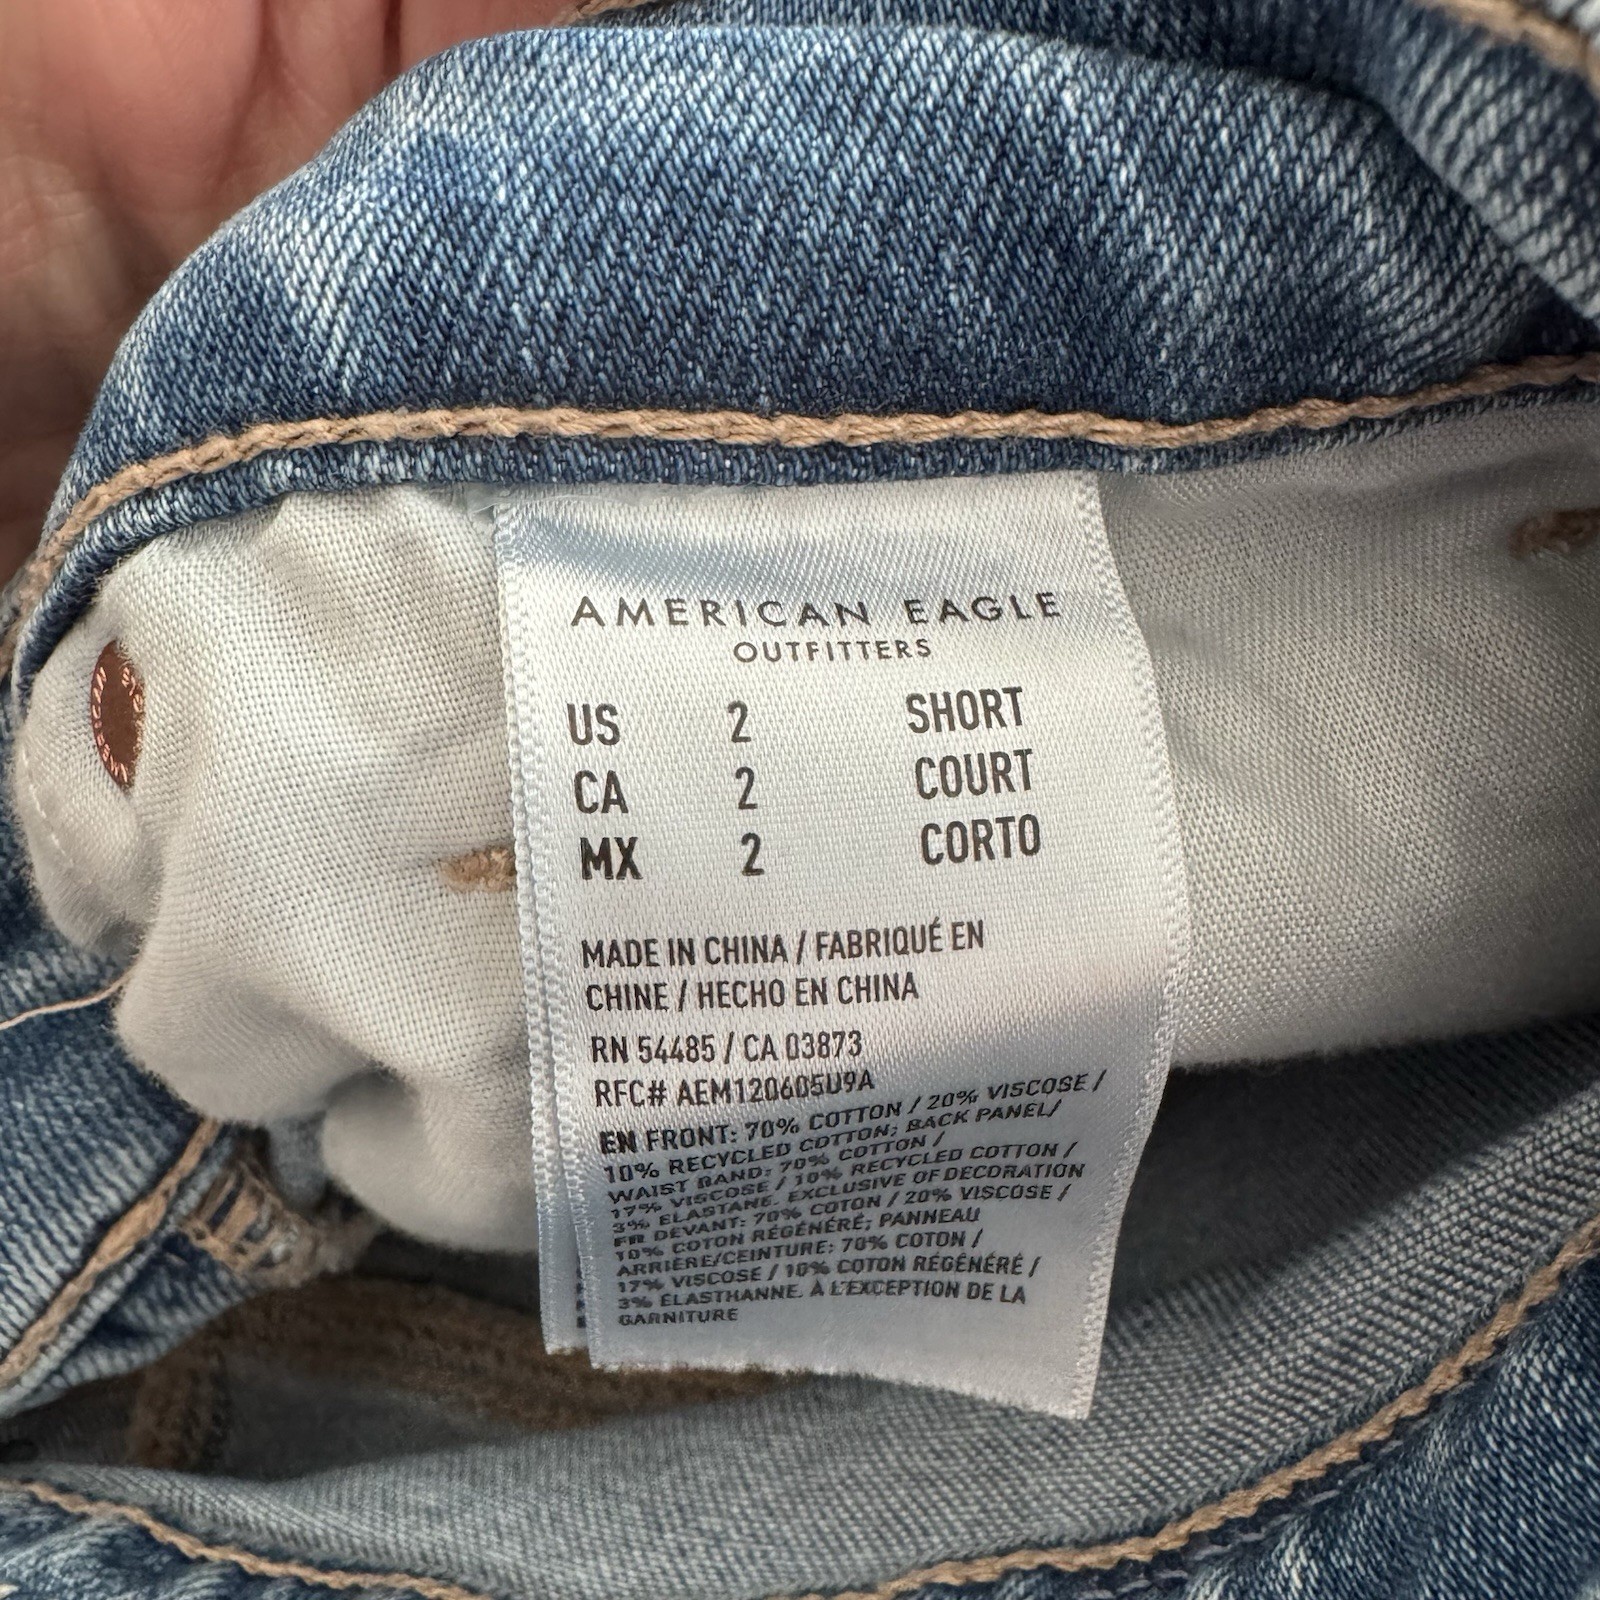 AMERICAN EAGLE
OUTFITTERS
US 2 SHORT
CA 2 COURT
MX 2 CORTO
MADE IN CHINA / FABRIQUÉ EN
CHINE / HECHO EN CHINA
RN 54485 / CA 03873
RFC# AEM120605U9A
EN FRONT: 70% COTTON / 20% VISCOSE /
10% RECYCLED COTTON; BACK PANEL/
WAIST BAND: 70% COTTON /
17% VISCOSE / 10% RECYCLED COTTON /
3% ELASTANE. EXCLUSIVE OF DECORATION
FR DEVANT: 70% COTON / 20% VISCOSE /
10% COTON RÉGÉNÉRÉ; PANNEAU
ARRIÈRE/CEINTURE: 70% COTON /
17% VISCOSE / 10% COTON RÉGÉNÉRÉ /
3% ÉLASTHANNE. À L'EXCEPTION DE LA
GARNITURE